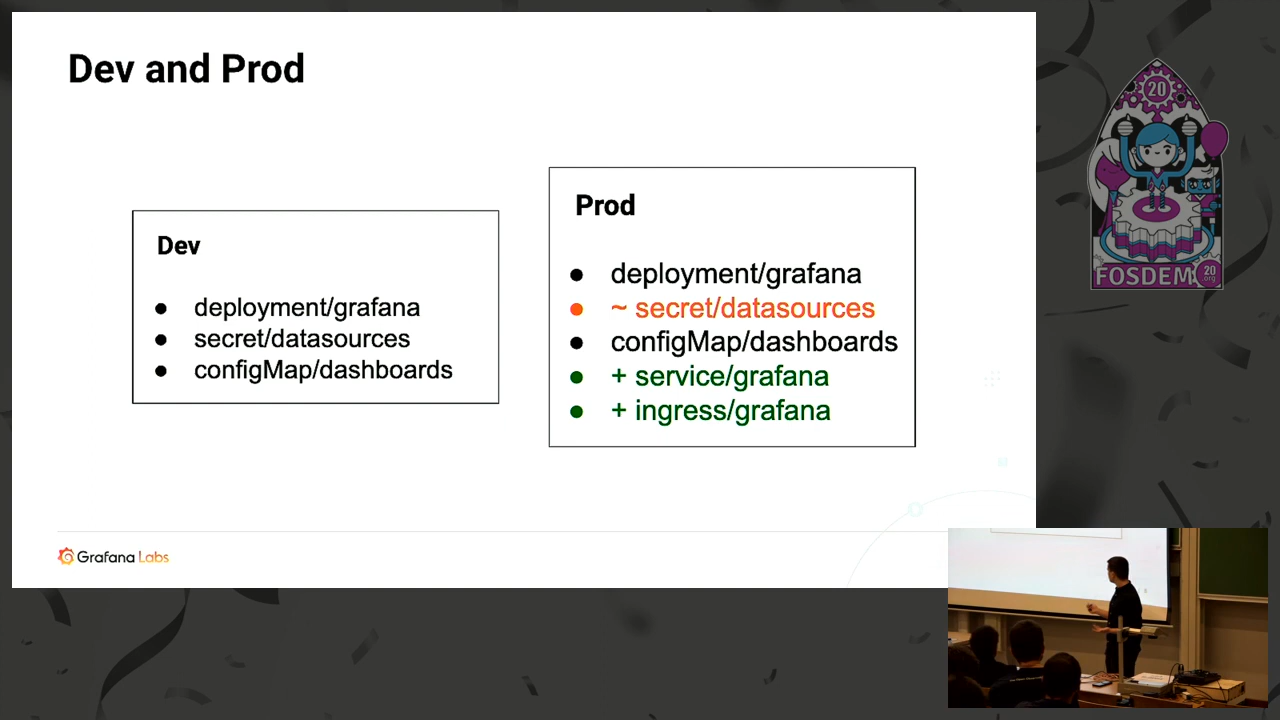 Dev and Prod
Dev
● deployment/grafana
● secret/datasources
● configMap/dashboards
Prod
● deployment/grafana
● ~ secret/datasources
● configMap/dashboards
● + service/grafana
● + ingress/grafana
Grafana Labs
20
FOSDEM
20
.org